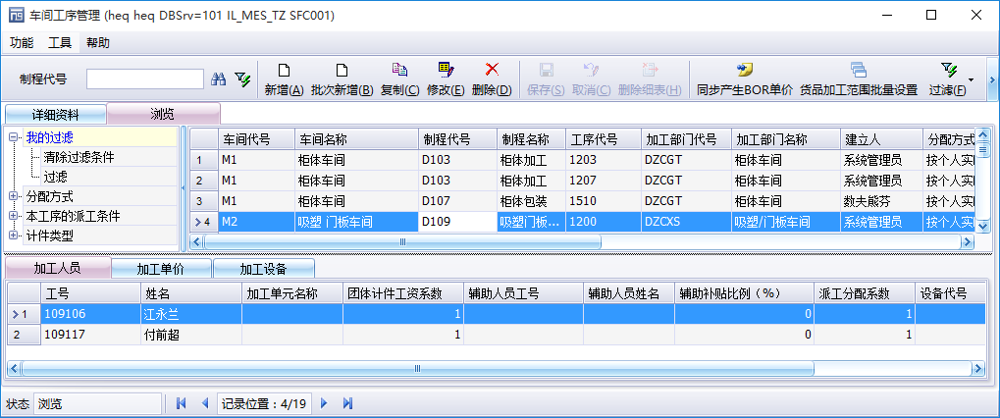 车间工序管理 (heq heq DBSrv=101 IL_MES_TZ SFC001)
功能 工具 帮助
制程代号 新增(A) 批次新增(B) 复制(C) 修改(E) 删除(D) 保存(S) 取消(C) 删除细表(H) 同步产生BOR单价 货品加工范围批量设置 过滤(F)
详细资料 浏览
我的过滤
清除过滤条件
过滤
分配方式
本工序的派工条件
计件类型
车间代号 车间名称 制程代号 制程名称 工序代号 加工部门代号 加工部门名称 建立人 分配方式
1 M1 柜体车间 D103 柜体加工 1203 DZCGT 柜体车间 系统管理员 按个人实
2 M1 柜体车间 D103 柜体加工 1207 DZCGT 柜体车间 系统管理员 按个人实
3 M1 柜体车间 D107 柜体包装 1510 DZCGT 柜体车间 数夫熊芬 按个人实
4 M2 吸塑 门板车间 D109 吸塑门板... 1200 DZCXS 吸塑/门板车间 系统管理员 按个人实
加工人员 加工单价 加工设备
工号 姓名 加工单元名称 团体计件工资系数 辅助人员工号 辅助人员姓名 辅助补贴比例（%） 派工分配系数 设备代号
1 109106 江永兰 1 0 1
2 109117 付前超 1 0 1
状态 浏览 记录位置：4/19